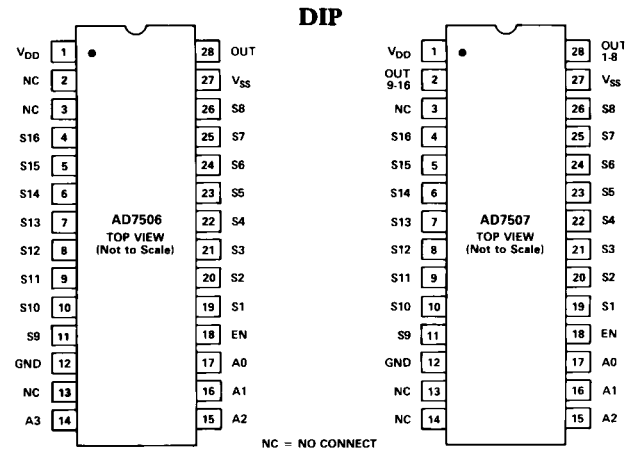 DIP
VDD 1 28 OUT
NC 2 27 VSS
NC 3 26 S8
S16 4 25 S7
S15 5 24 S6
S14 6 23 S5
S13 7 22 S4
S12 8 21 S3
S11 9 20 S2
S10 10 19 S1
S9 11 18 EN
GND 12 17 A0
NC 13 16 A1
A3 14 15 A2
AD7506
TOP VIEW
(Not to Scale)
VDD 1 28 OUT 1-8
OUT 9-16 2 27 VSS
NC 3 26 S8
S16 4 25 S7
S15 5 24 S6
S14 6 23 S5
S13 7 22 S4
S12 8 21 S3
S11 9 20 S2
S10 10 19 S1
S9 11 18 EN
GND 12 17 A0
NC 13 16 A1
NC 14 15 A2
AD7507
TOP VIEW
(Not to Scale)
NC = NO CONNECT